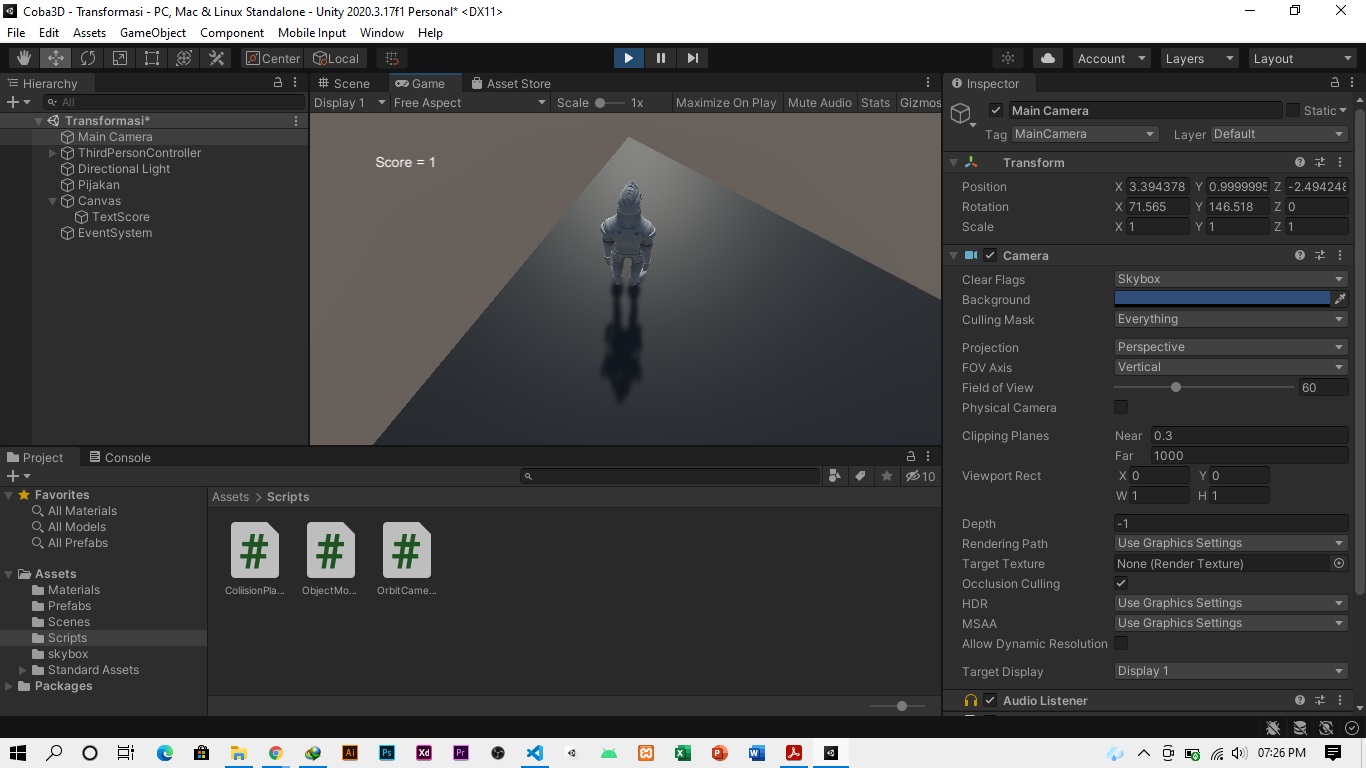 Coba3D - Transformasi - PC, Mac & Linux Standalone - Unity 2020.3.17f1 Personal* <DX11>
File Edit Assets GameObject Component Mobile Input Window Help
Center Local Account Layers Layout
Hierarchy
All
Transformasi*
Main Camera
ThirdPersonController
Directional Light
Pijakan
Canvas
TextScore
EventSystem
Scene Game Asset Store
Display 1 Free Aspect Scale 1x Maximize On Play Mute Audio Stats Gizmos
Score = 1
Inspector
Main Camera Static
Tag MainCamera Layer Default
Transform
Position X 3.394378 Y 0.9999995 Z -2.494248
Rotation X 71.565 Y 146.518 Z 0
Scale X 1 Y 1 Z 1
Camera
Clear Flags Skybox
Background
Culling Mask Everything
Projection Perspective
FOV Axis Vertical
Field of View 60
Physical Camera
Clipping Planes Near 0.3
Far 1000
Viewport Rect X 0 Y 0
W 1 H 1
Depth -1
Rendering Path Use Graphics Settings
Target Texture None (Render Texture)
Occlusion Culling
HDR Use Graphics Settings
MSAA Use Graphics Settings
Allow Dynamic Resolution
Target Display Display 1
Audio Listener
Project Console
10
Favorites
All Materials
All Models
All Prefabs
Assets
Materials
Prefabs
Scenes
Scripts
skybox
Standard Assets
Packages
Assets > Scripts
# # #
ColiisionPla... ObjectMo... OrbitCame...
Ai Ps Xd Pr
07:26 PM